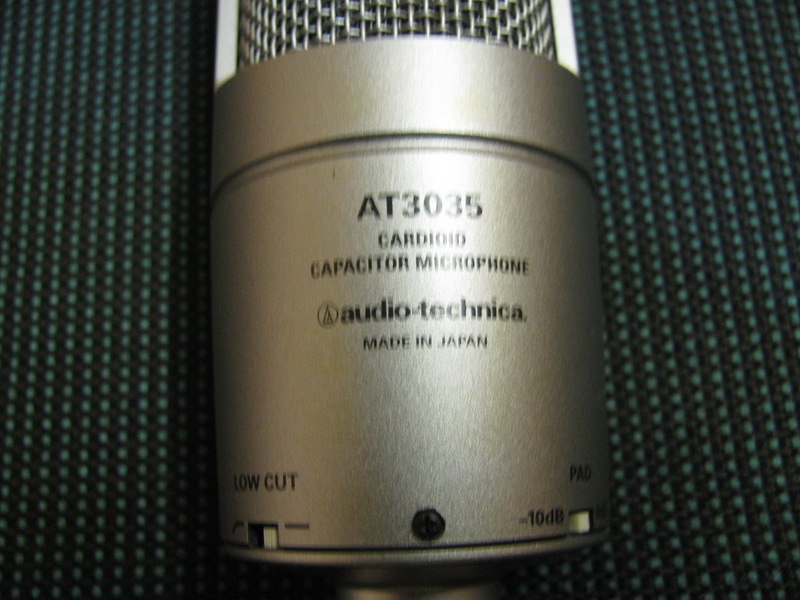 AT3035
CARDIOID
CAPACITOR MICROPHONE
audio-technica.
MADE IN JAPAN
LOW CUT
PAD
-10dB